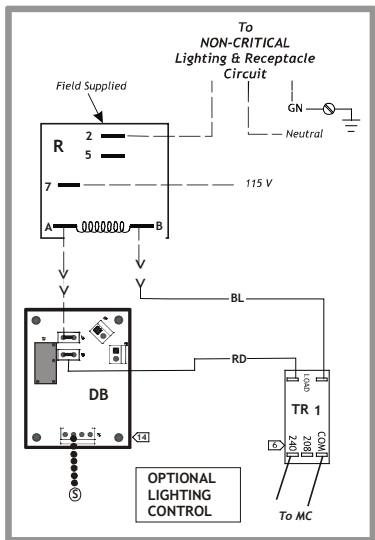 To
NON-CRITICAL
Lighting & Receptacle
Circuit
Field Supplied
GN
R
2
5
Neutral
7
115 V
A
B
BL
RD
LOAD
DB
TR 1
14
6
240
208
COM
S
OPTIONAL
LIGHTING
CONTROL
To MC